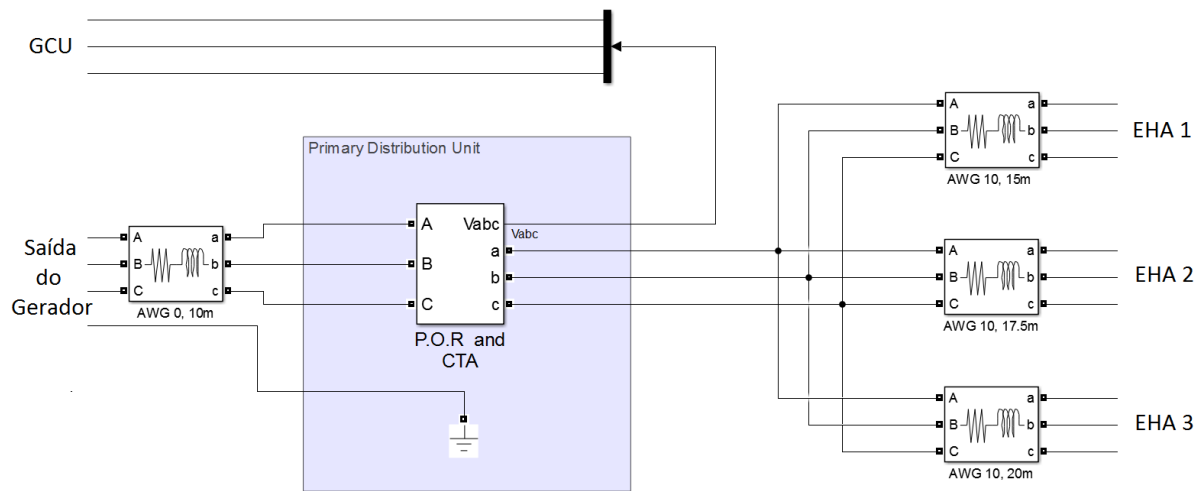 GCU
Primary Distribution Unit
Saída
do
Gerador
A
B
C
a
b
c
AWG 0, 10m
A
B
C
Vabc
a
b
c
Vabc
P.O.R and
CTA
A
B
C
a
b
c
AWG 10, 15m
EHA 1
A
B
C
a
b
c
AWG 10, 17.5m
EHA 2
A
B
C
a
b
c
AWG 10, 20m
EHA 3